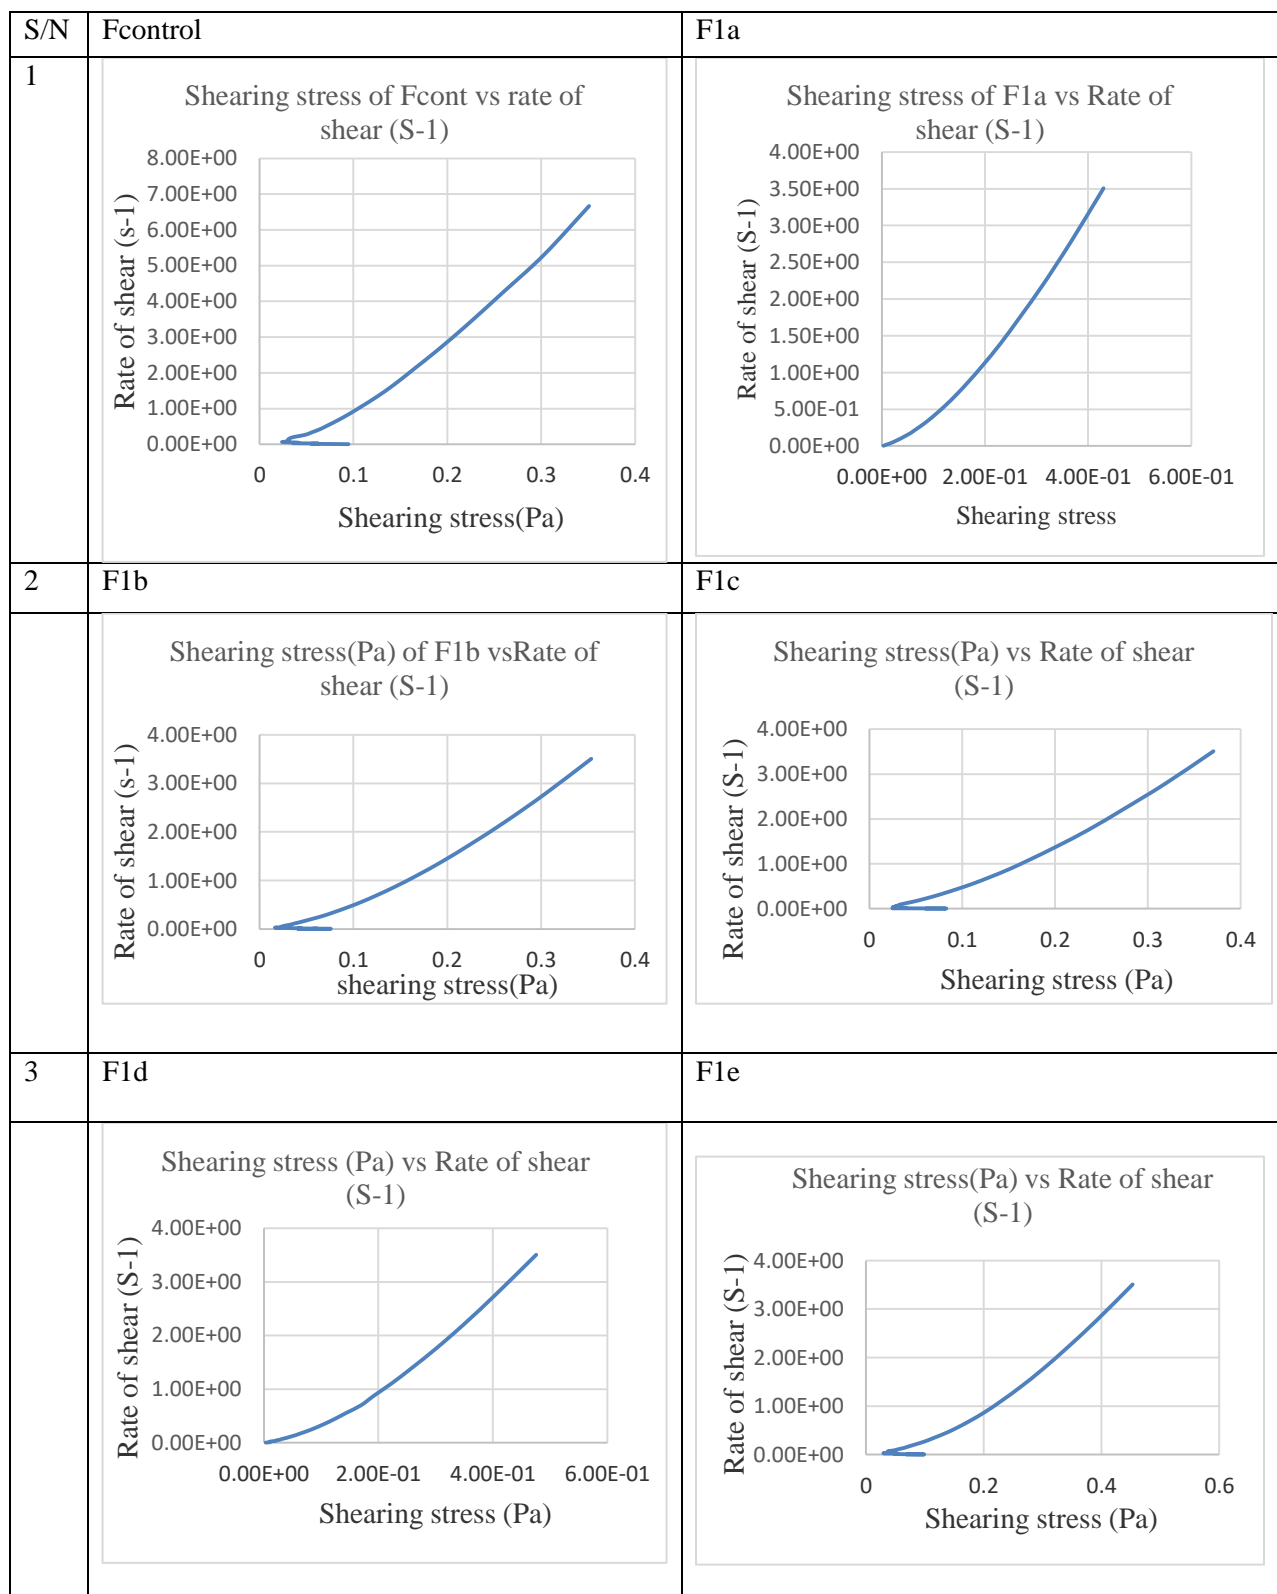 S/N Fcontrol F1a
1
Shearing stress of Fcont vs rate of
shear (S-1)
8.00E+00
7.00E+00
6.00E+00
5.00E+00
4.00E+00
3.00E+00
2.00E+00
1.00E+00
0.00E+00
0 0.1 0.2 0.3 0.4
Rate of shear (s-1)
Shearing stress(Pa)
Shearing stress of F1a vs Rate of
shear (S-1)
4.00E+00
3.50E+00
3.00E+00
2.50E+00
2.00E+00
1.50E+00
1.00E+00
5.00E-01
0.00E+00
0.00E+00 2.00E-01 4.00E-01 6.00E-01
Rate of shear (S-1)
Shearing stress
2 F1b F1c
Shearing stress(Pa) of F1b vsRate of
shear (S-1)
4.00E+00
3.00E+00
2.00E+00
1.00E+00
0.00E+00
0 0.1 0.2 0.3 0.4
Rate of shear (s-1)
shearing stress(Pa)
Shearing stress(Pa) vs Rate of shear
(S-1)
4.00E+00
3.00E+00
2.00E+00
1.00E+00
0.00E+00
0 0.1 0.2 0.3 0.4
Rate of shear (S-1)
Shearing stress (Pa)
3 F1d F1e
Shearing stress (Pa) vs Rate of shear
(S-1)
4.00E+00
3.00E+00
2.00E+00
1.00E+00
0.00E+00
0.00E+00 2.00E-01 4.00E-01 6.00E-01
Rate of shear (S-1)
Shearing stress (Pa)
Shearing stress(Pa) vs Rate of shear
(S-1)
4.00E+00
3.00E+00
2.00E+00
1.00E+00
0.00E+00
0 0.2 0.4 0.6
Rate of shear (S-1)
Shearing stress (Pa)